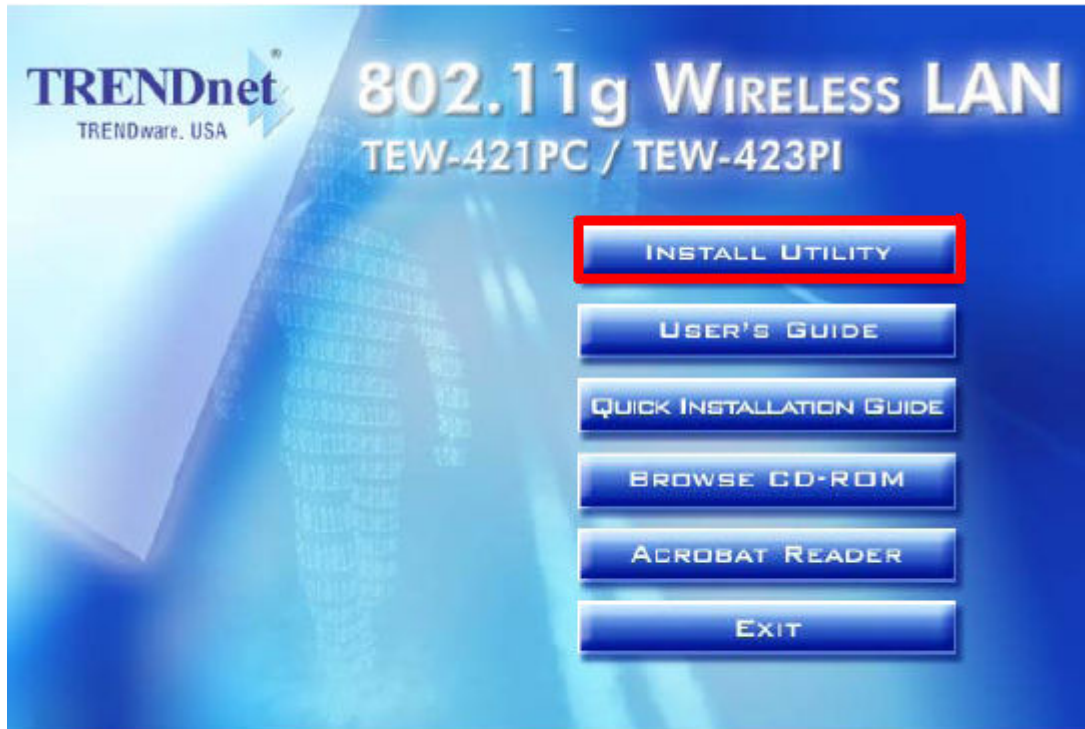 TRENDnet®
TRENDware, USA
802.11g WIRELESS LAN
TEW-421PC / TEW-423PI
INSTALL UTILITY
USER'S GUIDE
QUICK INSTALLATION GUIDE
BROWSE CD-ROM
ACROBAT READER
EXIT